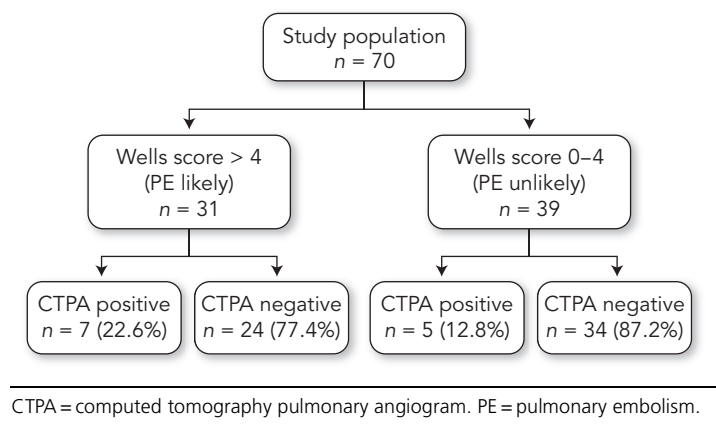 Study population
n = 70
Wells score > 4
(PE likely)
n = 31
Wells score 0–4
(PE unlikely)
n = 39
CTPA positive
n = 7 (22.6%)
CTPA negative
n = 24 (77.4%)
CTPA positive
n = 5 (12.8%)
CTPA negative
n = 34 (87.2%)
CTPA = computed tomography pulmonary angiogram. PE = pulmonary embolism.